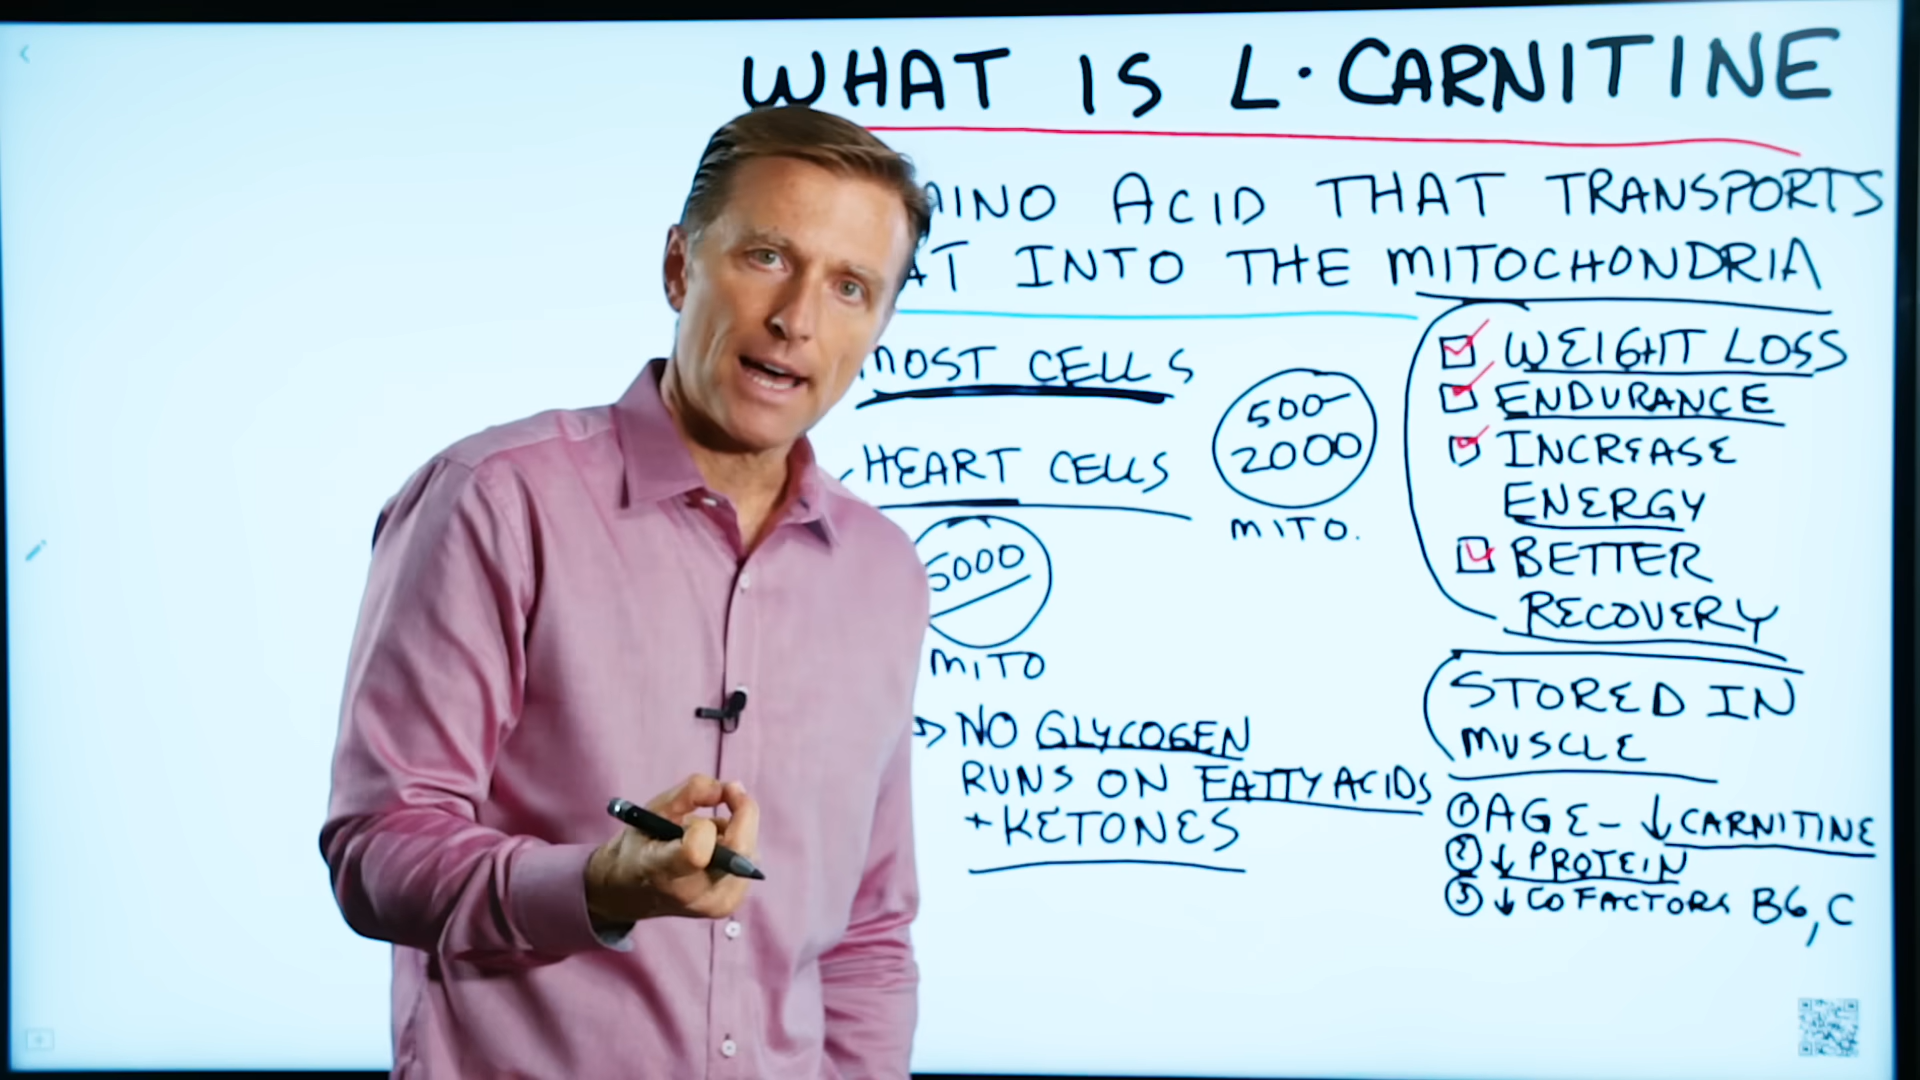 WHAT IS L·CARNITINE
ACID THAT TRANSPORTS
INTO THE MITOCHONDRIA
MOST CELLS
500-
2000
MITO.
HEART CELLS
5000
MITO
→ NO GLYCOGEN
RUNS ON FATTY ACIDS
+ KETONES
☑ WEIGHT LOSS
☑ ENDURANCE
☑ INCREASE
ENERGY
☑ BETTER
RECOVERY
STORED IN
MUSCLE
① AGE - ↓ CARNITINE
② ↓ PROTEIN
③ ↓ COFACTORS B6, C